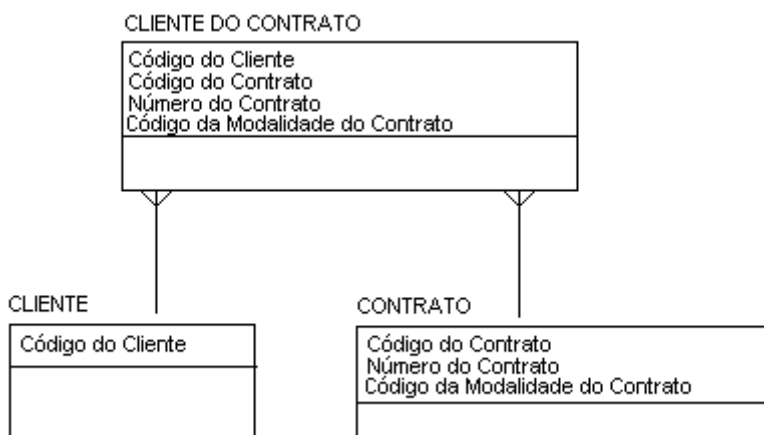 CLIENTE DO CONTRATO
Código do Cliente
Código do Contrato
Número do Contrato
Código da Modalidade do Contrato
CLIENTE
Código do Cliente
CONTRATO
Código do Contrato
Número do Contrato
Código da Modalidade do Contrato